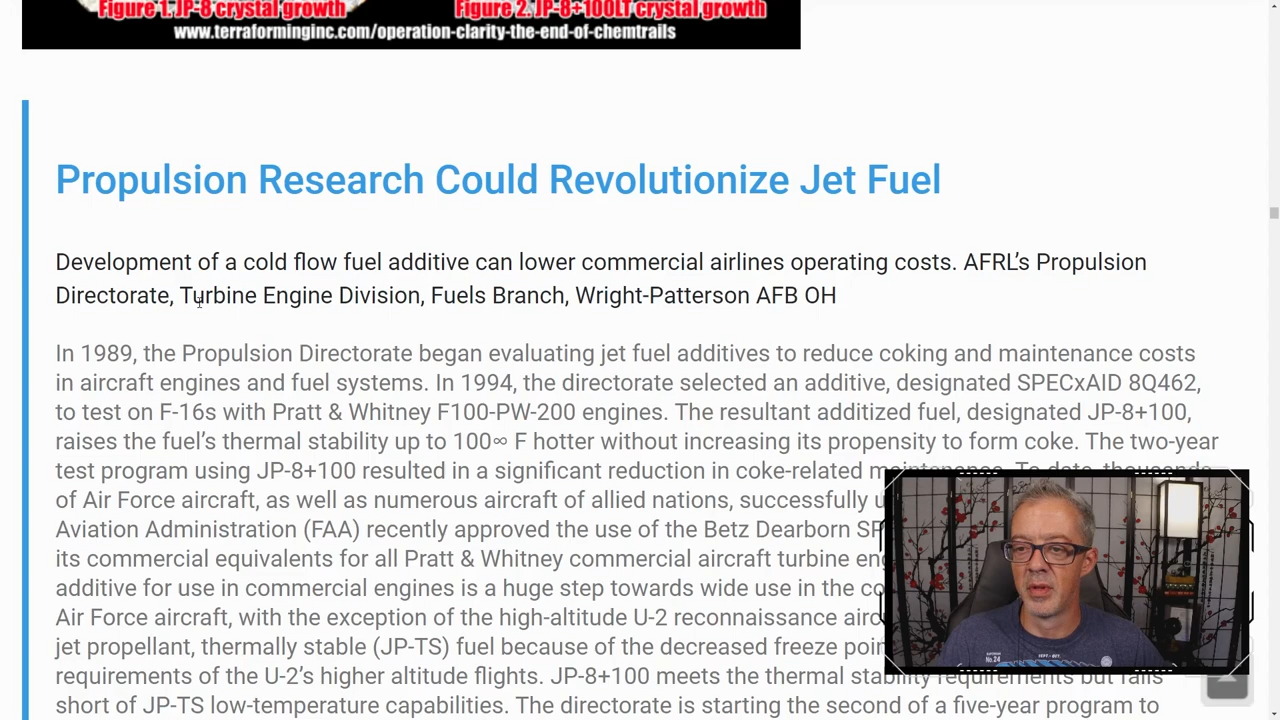 Figure 1. JP-8 crystal growth Figure 2. JP-8+100LT crystal growth
www.terraforminginc.com/operation-clarity-the-end-of-chemtrails
Propulsion Research Could Revolutionize Jet Fuel
Development of a cold flow fuel additive can lower commercial airlines operating costs. AFRL’s Propulsion
Directorate, Turbine Engine Division, Fuels Branch, Wright-Patterson AFB OH
In 1989, the Propulsion Directorate began evaluating jet fuel additives to reduce coking and maintenance costs
in aircraft engines and fuel systems. In 1994, the directorate selected an additive, designated SPECxAID 8Q462,
to test on F-16s with Pratt & Whitney F100-PW-200 engines. The resultant additized fuel, designated JP-8+100,
raises the fuel’s thermal stability up to 100∞ F hotter without increasing its propensity to form coke. The two-year
test program using JP-8+100 resulted in a significant reduction in coke-related maintenance. To date, thousands
of Air Force aircraft, as well as numerous aircraft of allied nations, successfully
Aviation Administration (FAA) recently approved the use of the Betz Dearborn
its commercial equivalents for all Pratt & Whitney commercial aircraft turbine
additive for use in commercial engines is a huge step towards wide use in the
Air Force aircraft, with the exception of the high-altitude U-2 reconnaissance
jet propellant, thermally stable (JP-TS) fuel because of the decreased freeze
requirements of the U-2’s higher altitude flights. JP-8+100 meets the thermal stability requirements but falls
short of JP-TS low-temperature capabilities. The directorate is starting the second of a five-year program to
No.24